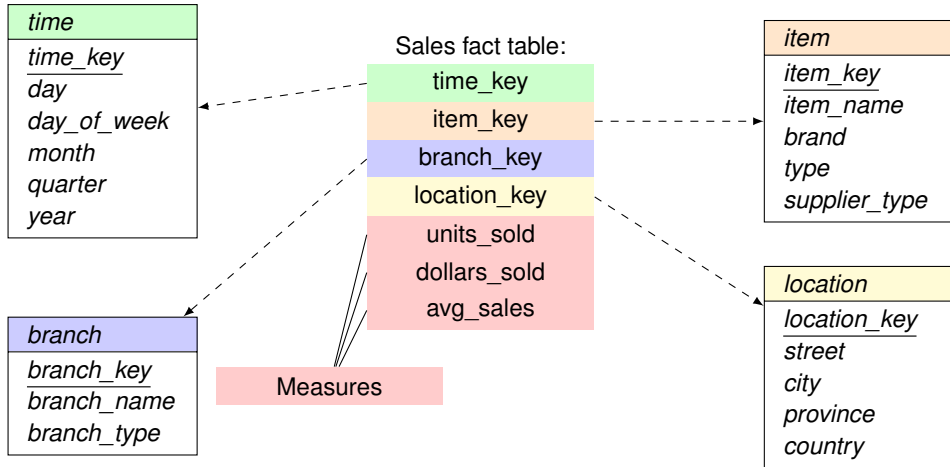 time
time_key
day
day_of_week
month
quarter
year
Sales fact table:
time_key
item_key
branch_key
location_key
units_sold
dollars_sold
avg_sales
Measures
item
item_key
item_name
brand
type
supplier_type
branch
branch_key
branch_name
branch_type
location
location_key
street
city
province
country